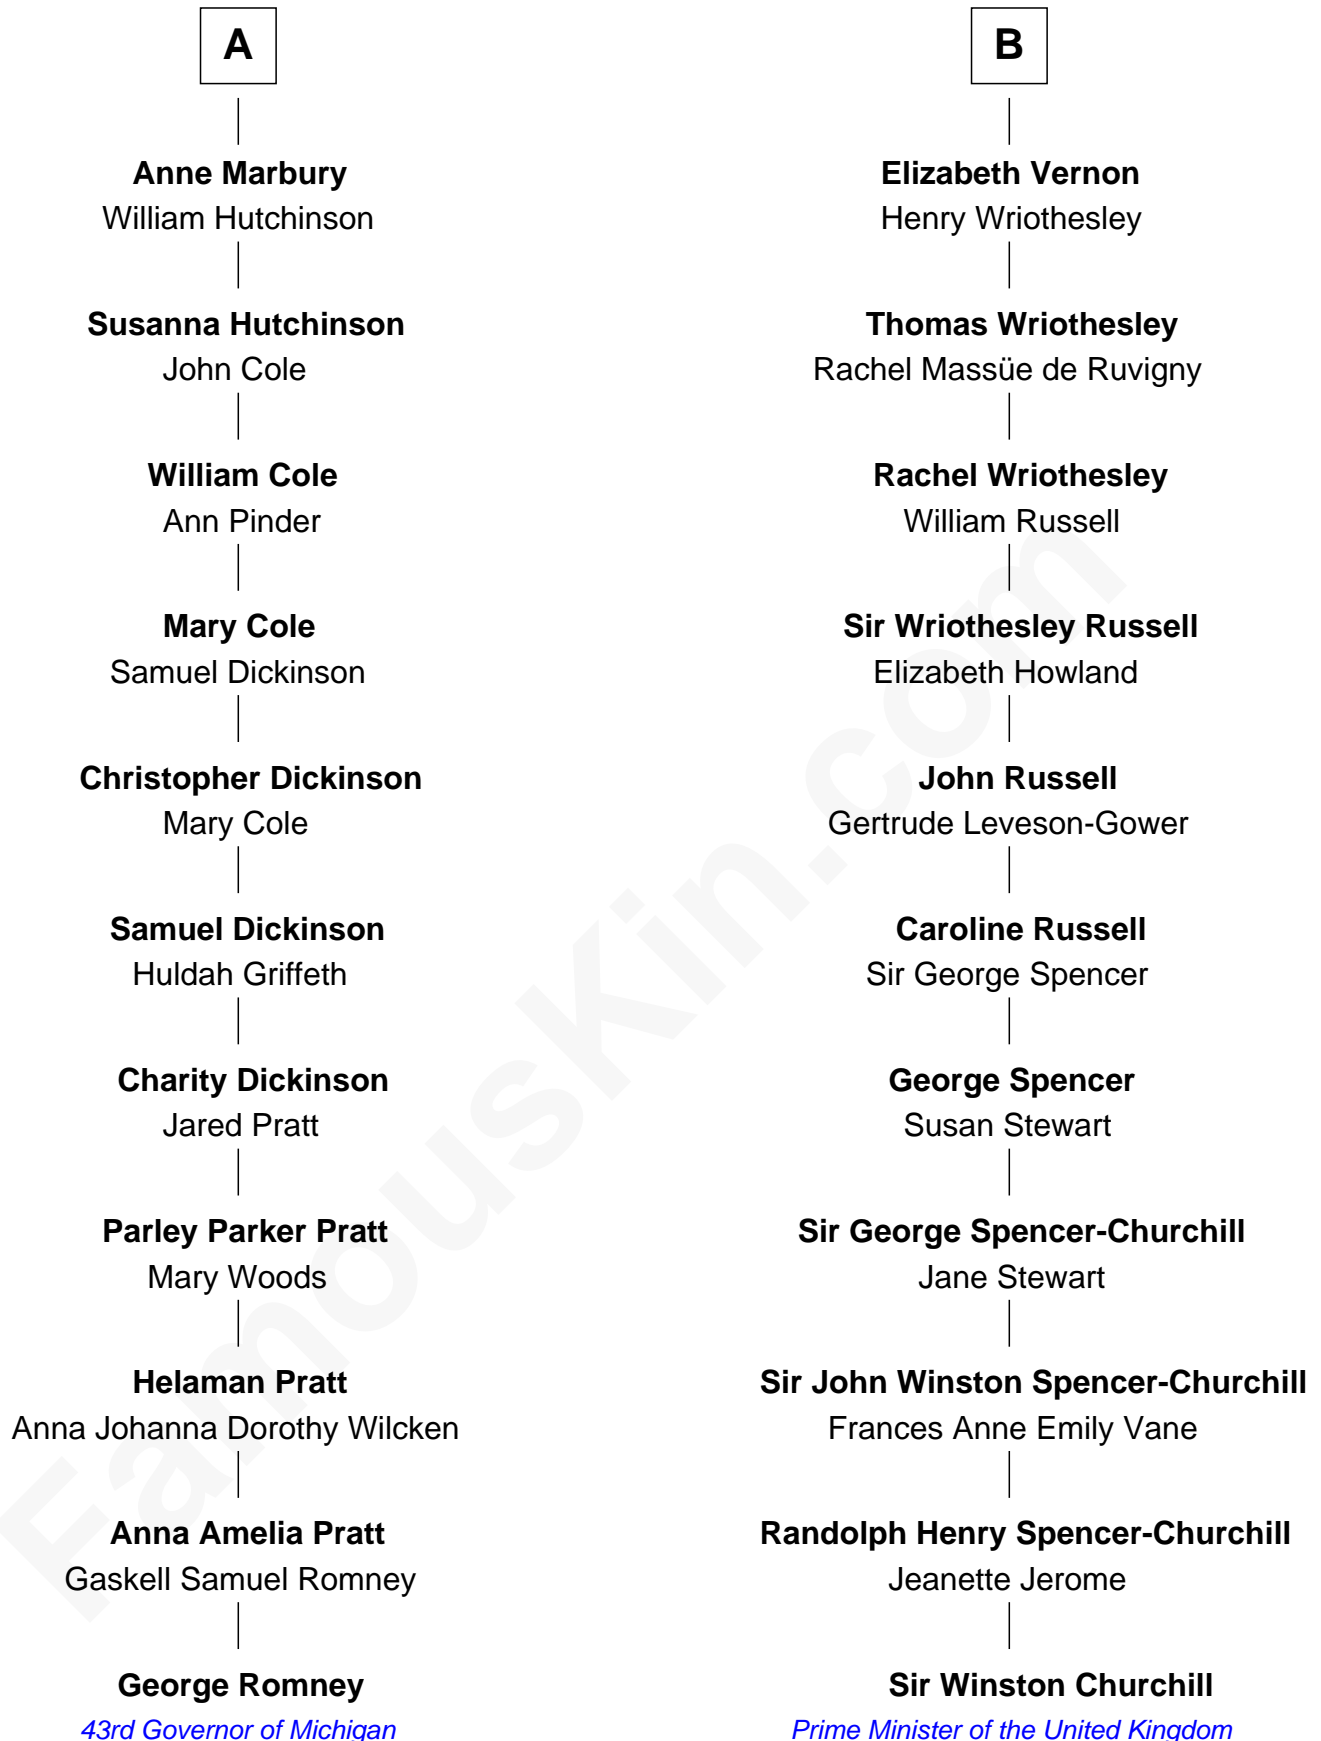 A
Anne Marbury
William Hutchinson
Susanna Hutchinson
John Cole
William Cole
Ann Pinder
Mary Cole
Samuel Dickinson
Christopher Dickinson
Mary Cole
Samuel Dickinson
Huldah Griffeth
Charity Dickinson
Jared Pratt
Parley Parker Pratt
Mary Woods
Helaman Pratt
Anna Johanna Dorothy Wilcken
Anna Amelia Pratt
Gaskell Samuel Romney
George Romney
43rd Governor of Michigan
B
Elizabeth Vernon
Henry Wriothesley
Thomas Wriothesley
Rachel Massüe de Ruvigny
Rachel Wriothesley
William Russell
Sir Wriothesley Russell
Elizabeth Howland
John Russell
Gertrude Leveson-Gower
Caroline Russell
Sir George Spencer
George Spencer
Susan Stewart
Sir George Spencer-Churchill
Jane Stewart
Sir John Winston Spencer-Churchill
Frances Anne Emily Vane
Randolph Henry Spencer-Churchill
Jeanette Jerome
Sir Winston Churchill
Prime Minister of the United Kingdom
FamousKin.com